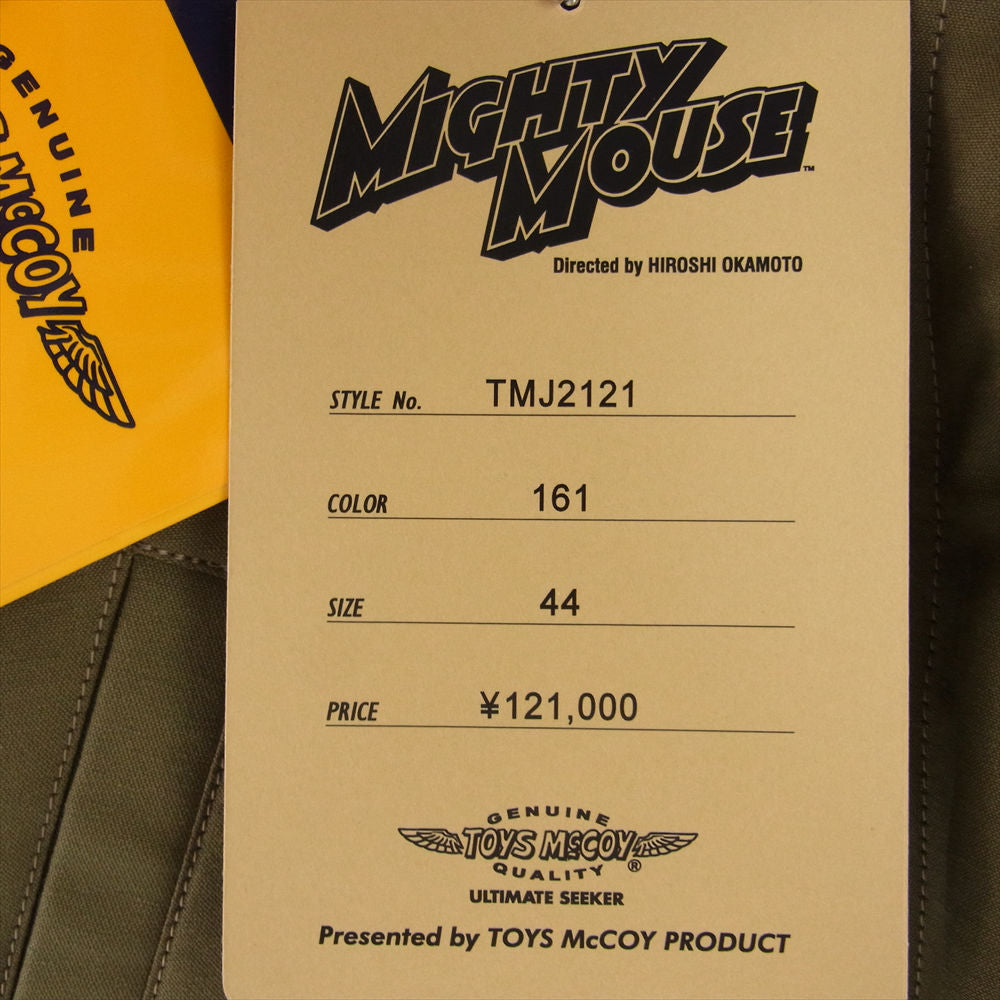 GENUINE
McCOY
MIGHTY
MOUSE™
Directed by HIROSHI OKAMOTO
STYLE No. TMJ2121
COLOR 161
SIZE 44
PRICE ¥121,000
GENUINE
TOYS McCOY
QUALITY ®
ULTIMATE SEEKER
Presented by TOYS McCOY PRODUCT